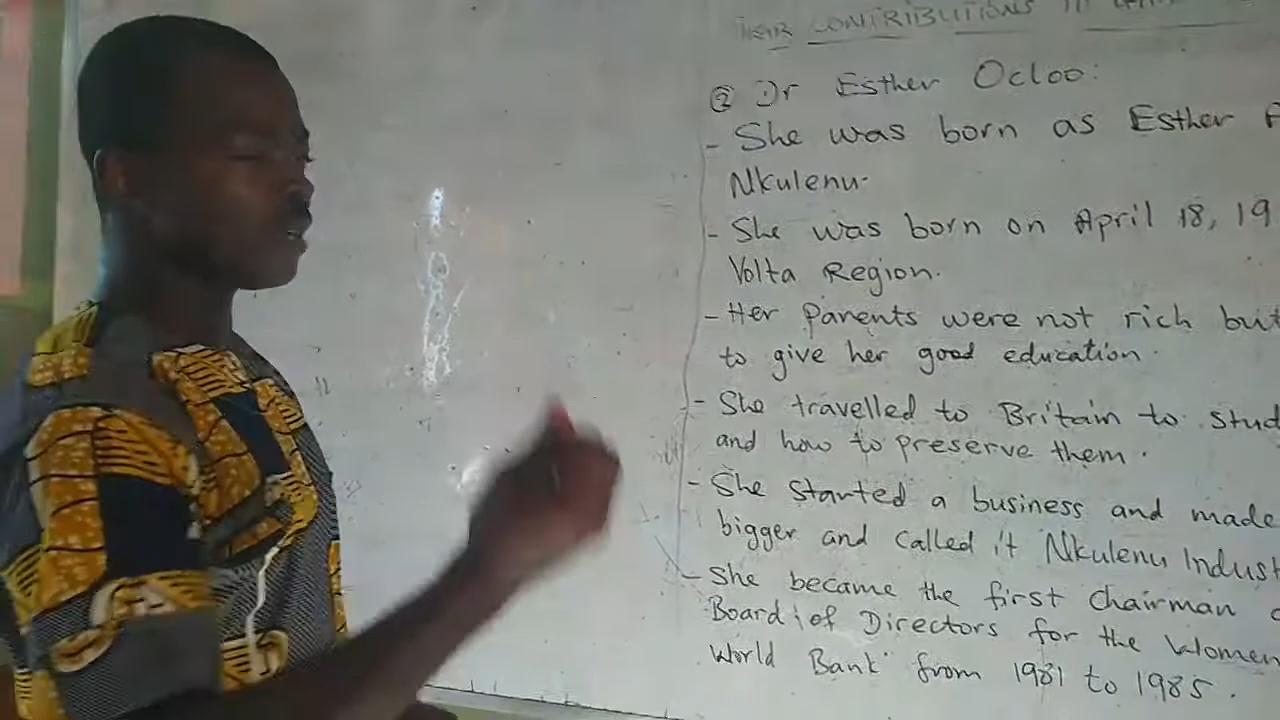 THEIR CONTRIBUTIONS
② Dr Esther Ocloo:
- She was born as Esther
Nkulenu.
- She was born on April 18, 19
Volta Region.
- Her parents were not rich but
to give her good education.
- She travelled to Britain to stud
and how to preserve them.
- She started a business and made
bigger and called it Nkulenu Indust
- She became the first chairman
Board of Directors for the Women
World Bank from 1981 to 1985.